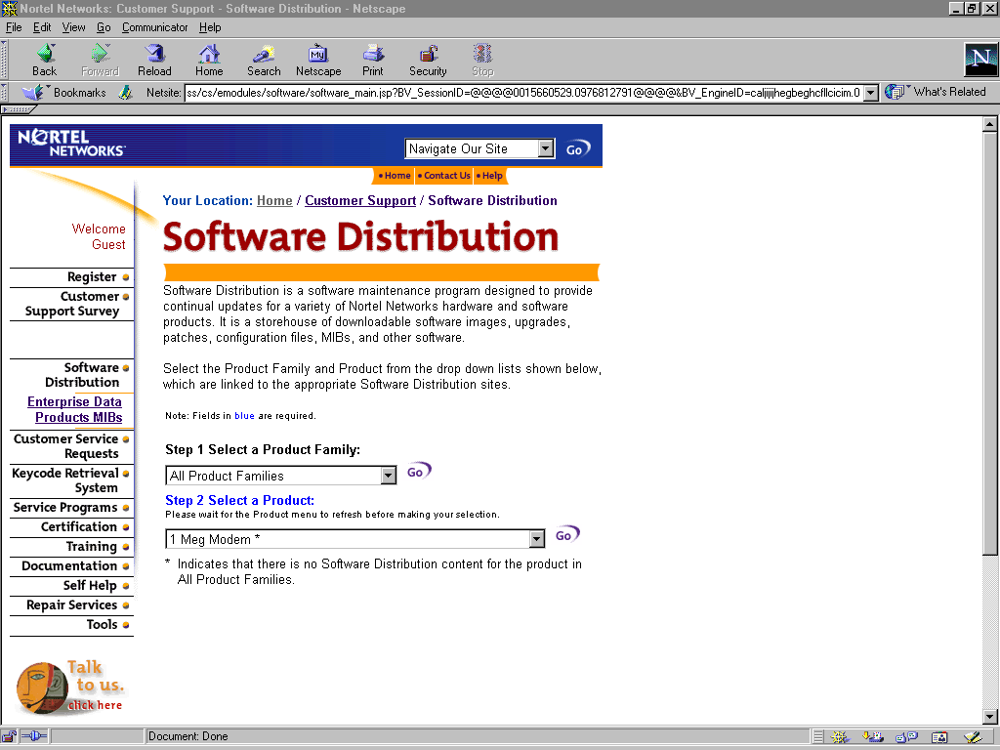 Nortel Networks: Customer Support - Software Distribution - Netscape
File Edit View Go Communicator Help
Back Forward Reload Home Search Netscape Print Security Stop
My
N
Bookmarks Netsite: ss/cs/emodules/software/software_main.jsp?BV_SessionID=@@@@0015660529.0976812791@@@@&BV_EngineID=caljijijhegbeghcfllcicim.0 What's Related
NORTEL
NETWORKS
Navigate Our Site Go
Home Contact Us Help
Your Location: Home / Customer Support / Software Distribution
Welcome
Guest
Software Distribution
Register
Customer
Support Survey
Software
Distribution
Enterprise Data
Products MIBs
Customer Service
Requests
Keycode Retrieval
System
Service Programs
Certification
Training
Documentation
Self Help
Repair Services
Tools
Talk
to us.
click here
Software Distribution is a software maintenance program designed to provide
continual updates for a variety of Nortel Networks hardware and software
products. It is a storehouse of downloadable software images, upgrades,
patches, configuration files, MIBs, and other software.
Select the Product Family and Product from the drop down lists shown below,
which are linked to the appropriate Software Distribution sites.
Note: Fields in blue are required.
Step 1 Select a Product Family:
All Product Families Go
Step 2 Select a Product:
Please wait for the Product menu to refresh before making your selection.
1 Meg Modem * Go
* Indicates that there is no Software Distribution content for the product in
All Product Families.
Document: Done